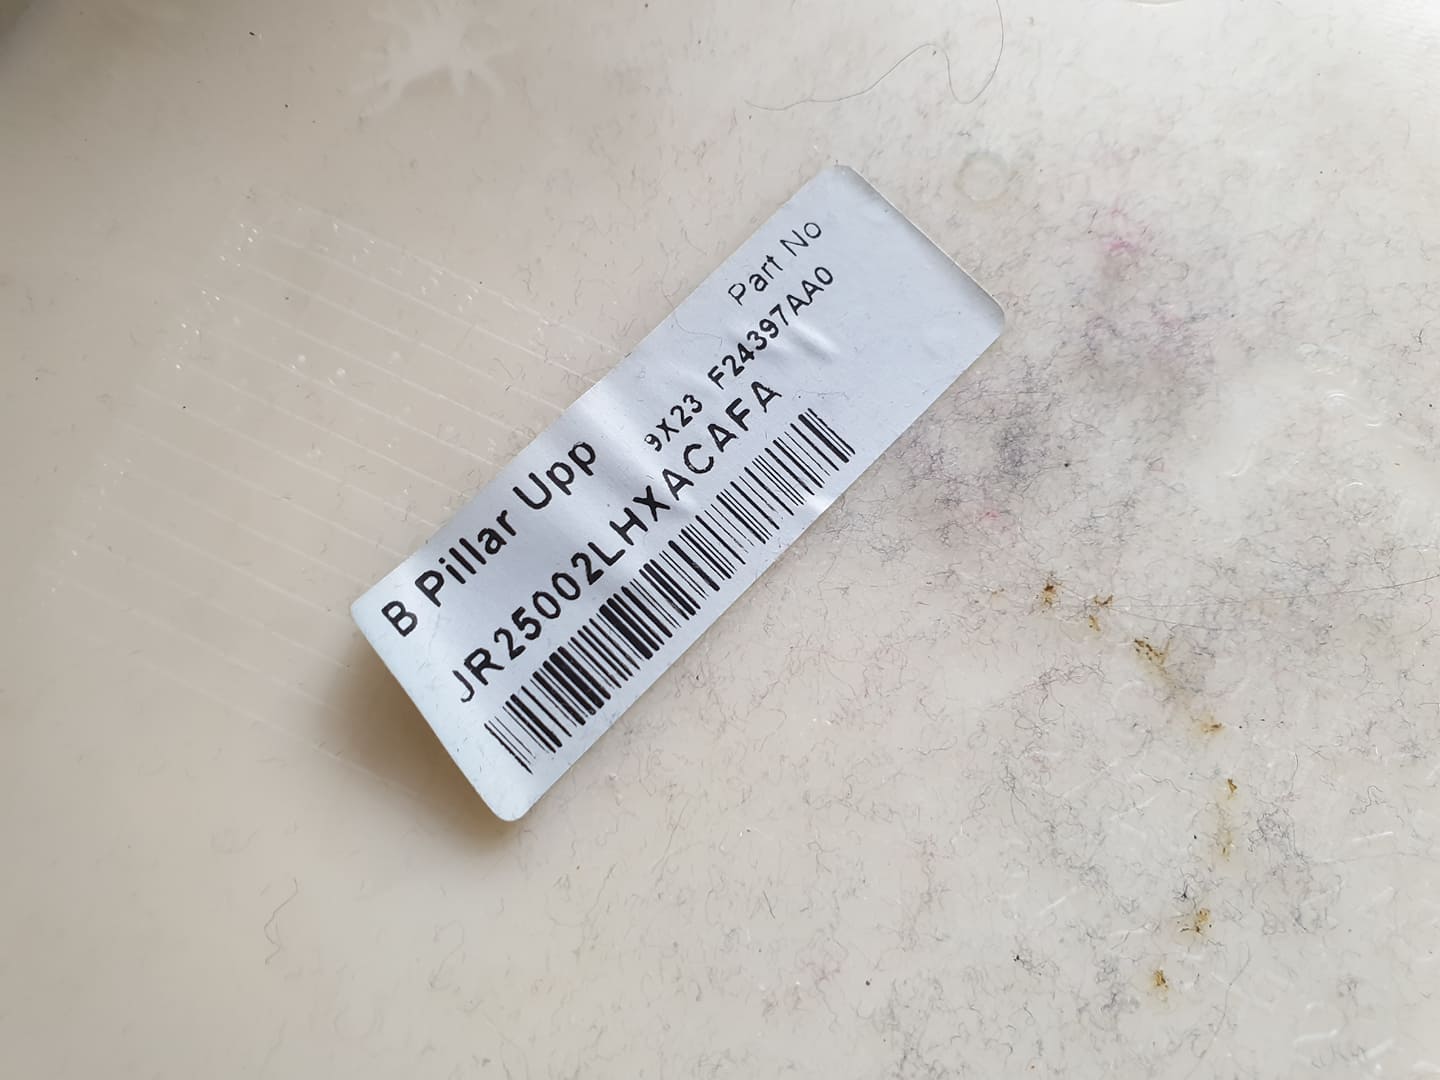 Part No
B Pillar Upp 9X23 F24397AA0
JR25002LHXACAFA